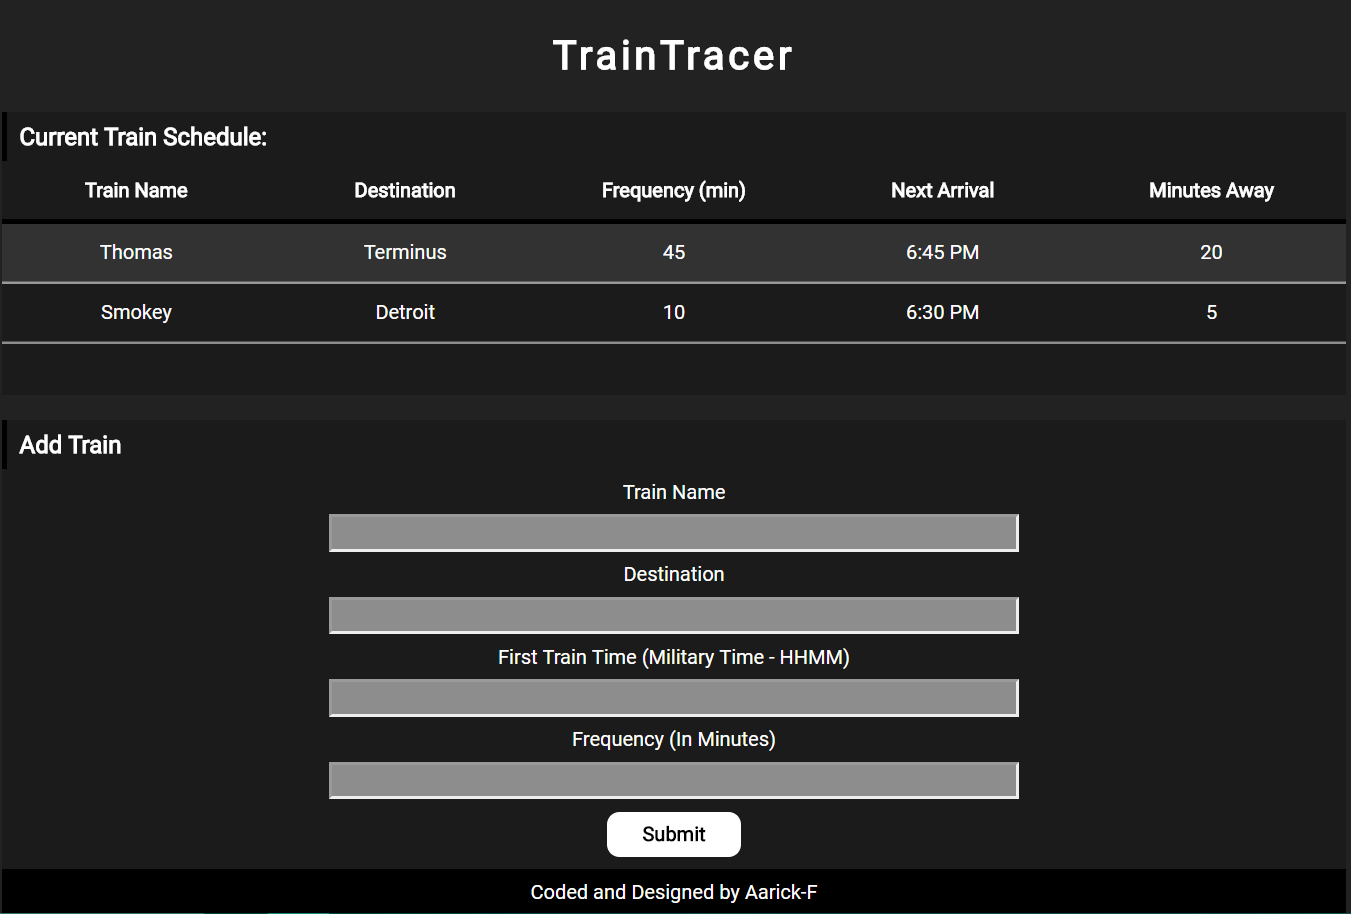 TrainTracer
Current Train Schedule:
Train Name Destination Frequency (min) Next Arrival Minutes Away
Thomas Terminus 45 6:45 PM 20
Smokey Detroit 10 6:30 PM 5
Add Train
Train Name
Destination
First Train Time (Military Time - HHMM)
Frequency (In Minutes)
Submit
Coded and Designed by Aarick-F